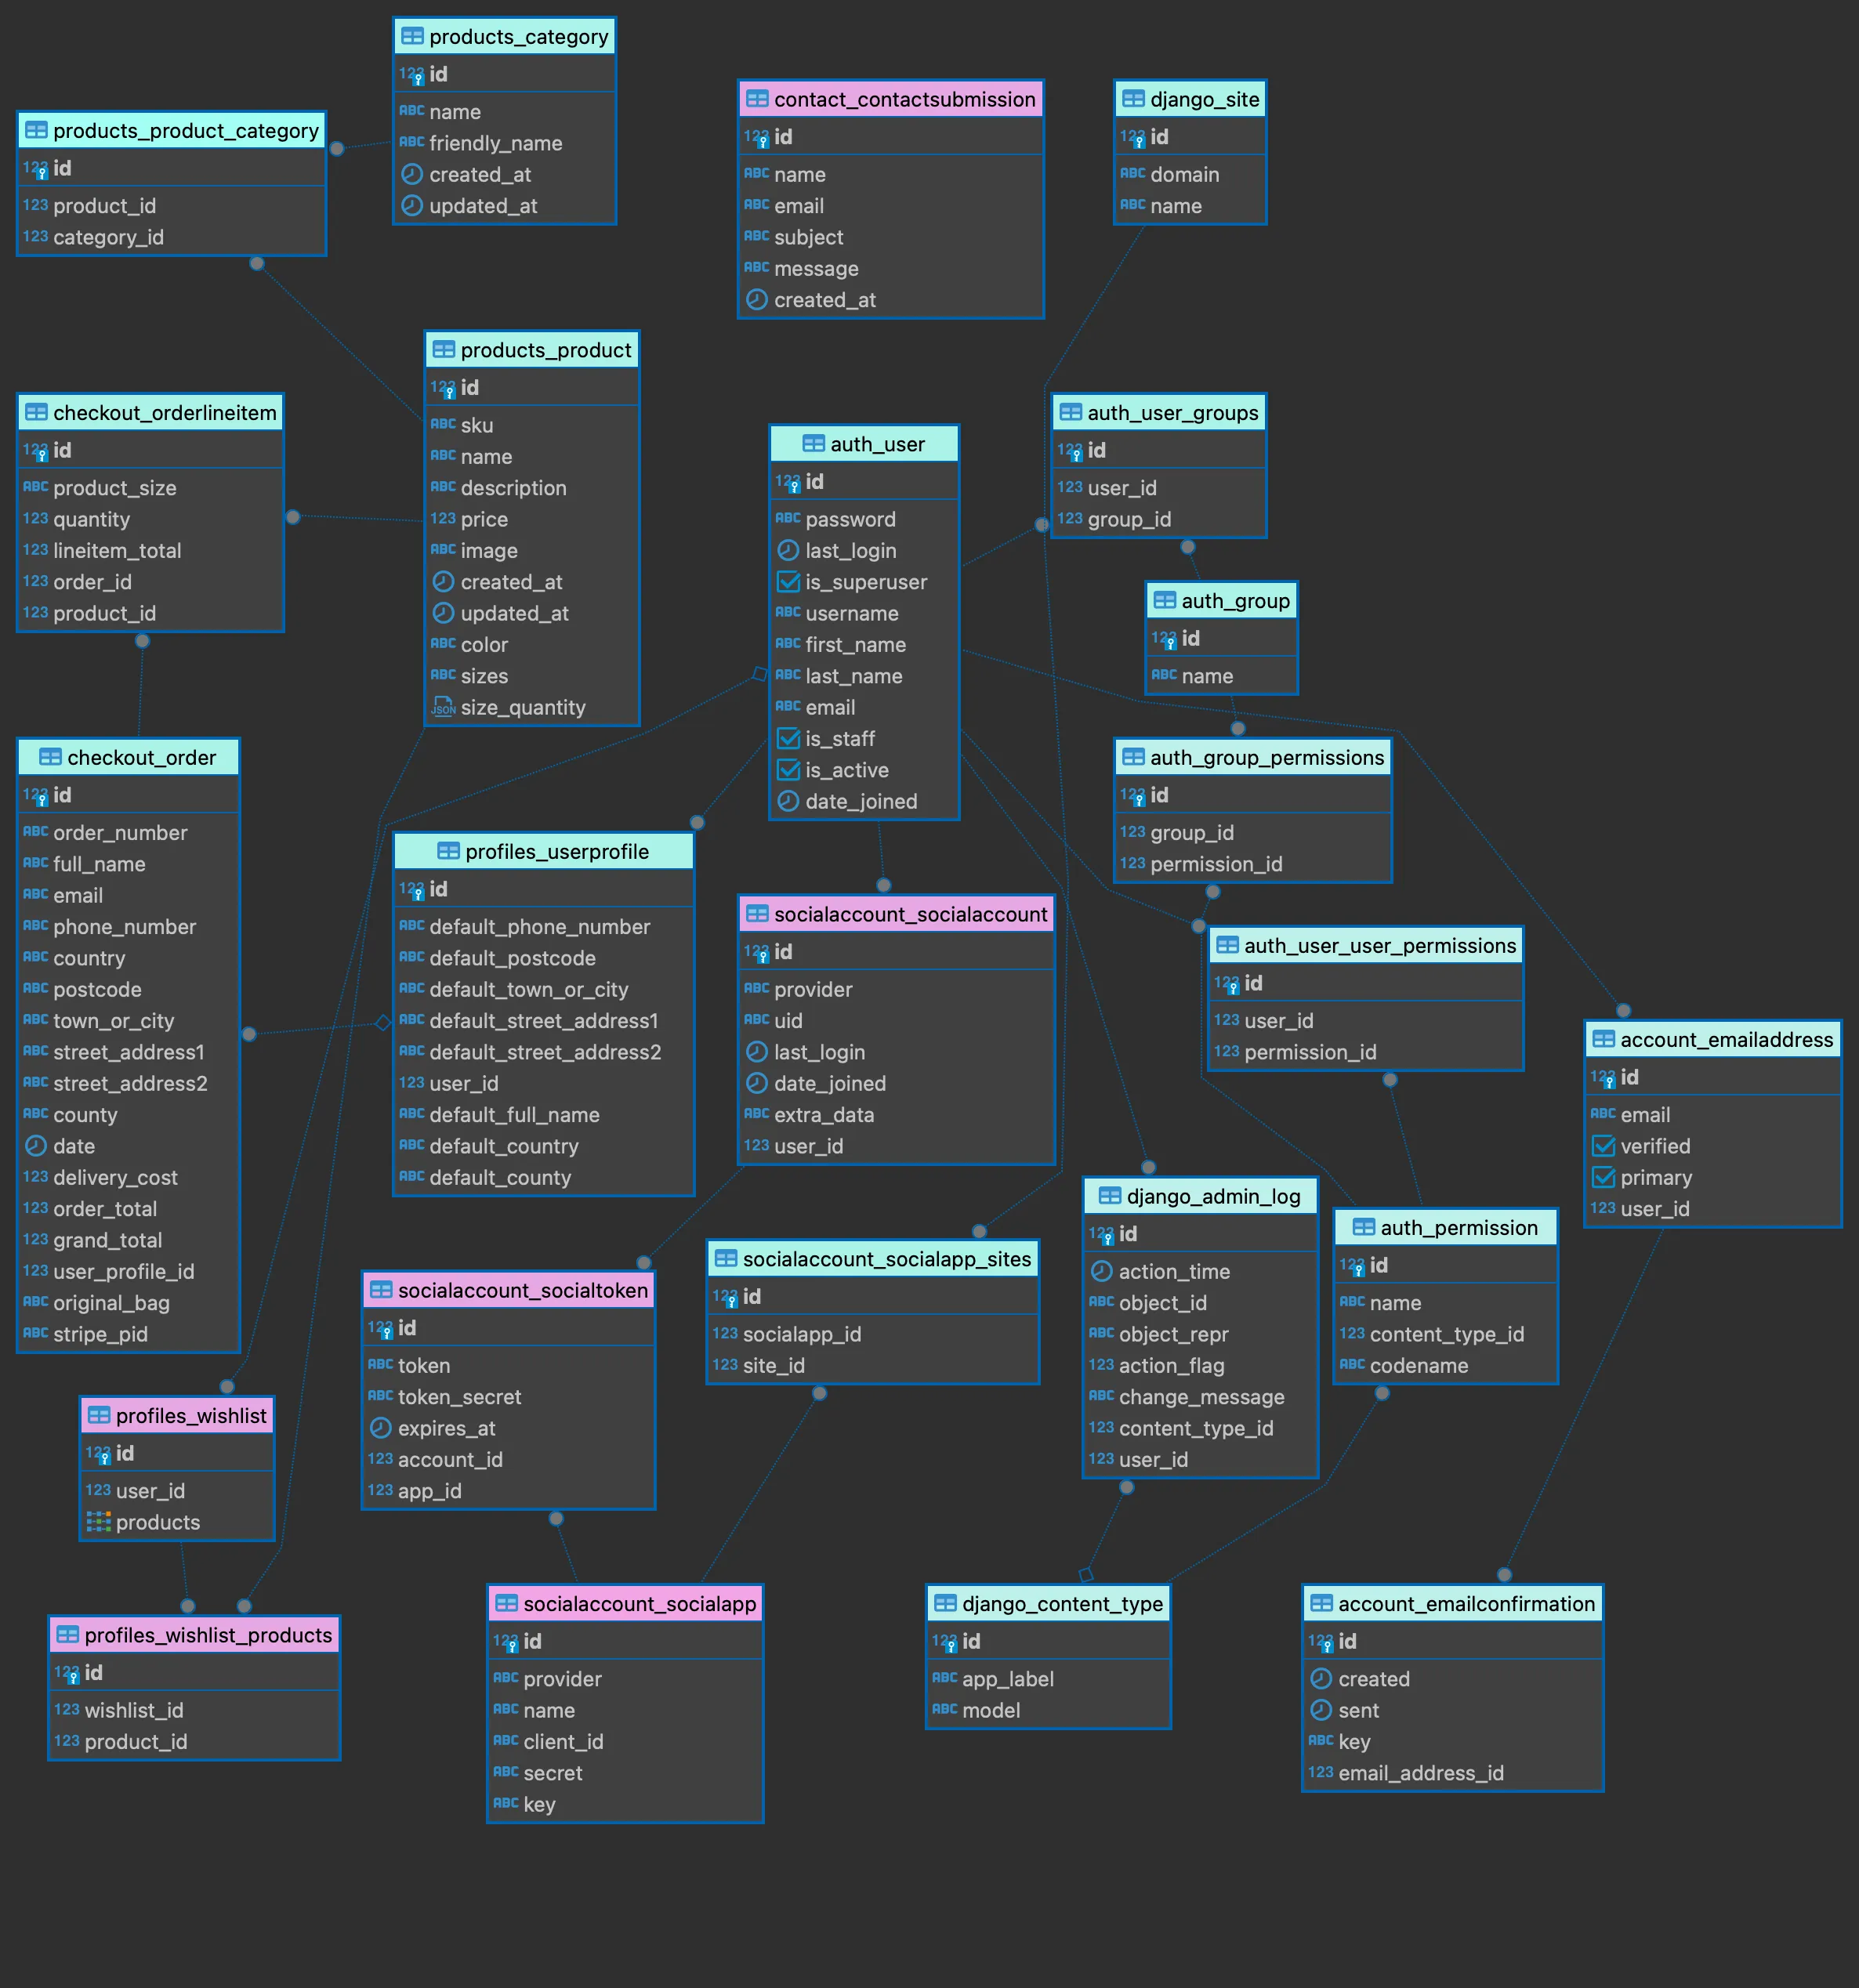 products_category
123 id
ABC name
ABC friendly_name
created_at
updated_at
products_product_category
123 id
123 product_id
123 category_id
contact_contactsubmission
123 id
ABC name
ABC email
ABC subject
ABC message
created_at
django_site
123 id
ABC domain
ABC name
products_product
123 id
ABC sku
ABC name
ABC description
123 price
ABC image
created_at
updated_at
ABC color
ABC sizes
JSON size_quantity
checkout_orderlineitem
123 id
ABC product_size
123 quantity
123 lineitem_total
123 order_id
123 product_id
auth_user
123 id
ABC password
last_login
is_superuser
ABC username
ABC first_name
ABC last_name
ABC email
is_staff
is_active
date_joined
auth_user_groups
123 id
123 user_id
123 group_id
auth_group
123 id
ABC name
auth_group_permissions
123 id
123 group_id
123 permission_id
checkout_order
123 id
ABC order_number
ABC full_name
ABC email
ABC phone_number
ABC country
ABC postcode
ABC town_or_city
ABC street_address1
ABC street_address2
ABC county
date
123 delivery_cost
123 order_total
123 grand_total
123 user_profile_id
ABC original_bag
ABC stripe_pid
profiles_userprofile
123 id
ABC default_phone_number
ABC default_postcode
ABC default_town_or_city
ABC default_street_address1
ABC default_street_address2
123 user_id
ABC default_full_name
ABC default_country
ABC default_county
socialaccount_socialaccount
123 id
ABC provider
ABC uid
last_login
date_joined
ABC extra_data
123 user_id
auth_user_user_permissions
123 id
123 user_id
123 permission_id
account_emailaddress
123 id
ABC email
verified
primary
123 user_id
django_admin_log
123 id
action_time
ABC object_id
ABC object_repr
123 action_flag
ABC change_message
123 content_type_id
123 user_id
auth_permission
123 id
ABC name
123 content_type_id
ABC codename
socialaccount_socialapp_sites
123 id
123 socialapp_id
123 site_id
socialaccount_socialtoken
123 id
ABC token
ABC token_secret
expires_at
123 account_id
123 app_id
profiles_wishlist
123 id
123 user_id
products
profiles_wishlist_products
123 id
123 wishlist_id
123 product_id
socialaccount_socialapp
123 id
ABC provider
ABC name
ABC client_id
ABC secret
ABC key
django_content_type
123 id
ABC app_label
ABC model
account_emailconfirmation
123 id
created
sent
ABC key
123 email_address_id